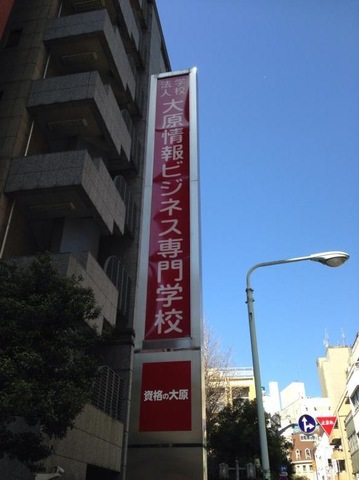 学校法人
大原情報ビジネス専門学校
資格の大原